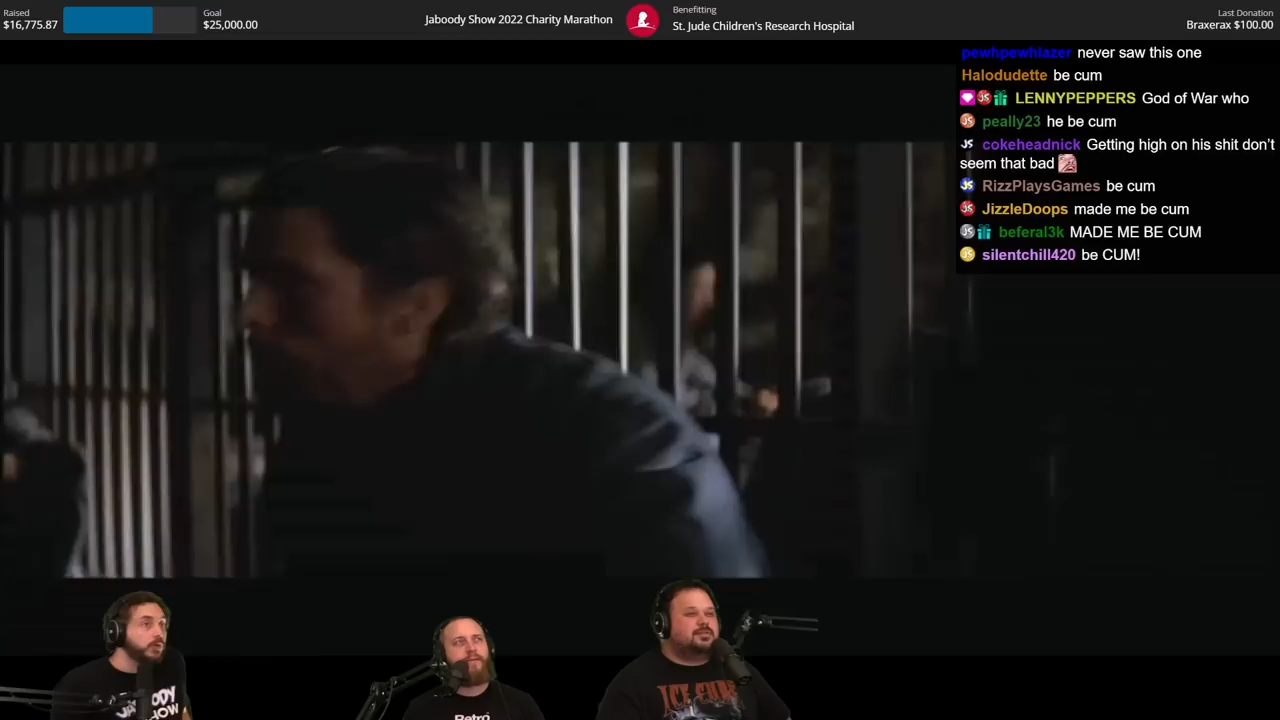 Raised
$16,775.87
Goal
$25,000.00
Jaboody Show 2022 Charity Marathon
Benefitting
St. Jude Children's Research Hospital
Last Donation
Braxerax $100.00
pewhpewhlazer never saw this one
Halodudette be cum
LENNYPEPPERS God of War who
peally23 he be cum
cokeheadnick Getting high on his shit don't
seem that bad
RizzPlaysGames be cum
JizzleDoops made me be cum
beferal3k MADE ME BE CUM
silentchill420 be CUM!
Retro
ICE CUBE